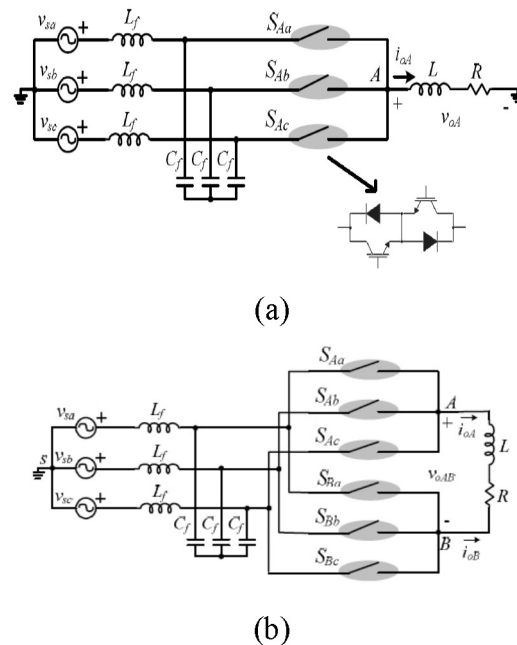 v_sa L_f S_Aa
v_sb L_f S_Ab A i_oA L R
+ + -
v_sc L_f S_Ac v_oA
+
C_f C_f C_f
(a)
S_Aa
S_Ab A
v_sa L_f + i_oA
+ S_Ac L
s v_sb L_f
+ S_Ba v_oAB
v_sc L_f R
+ S_Bb -
C_f C_f C_f B i_oB
S_Bc
(b)